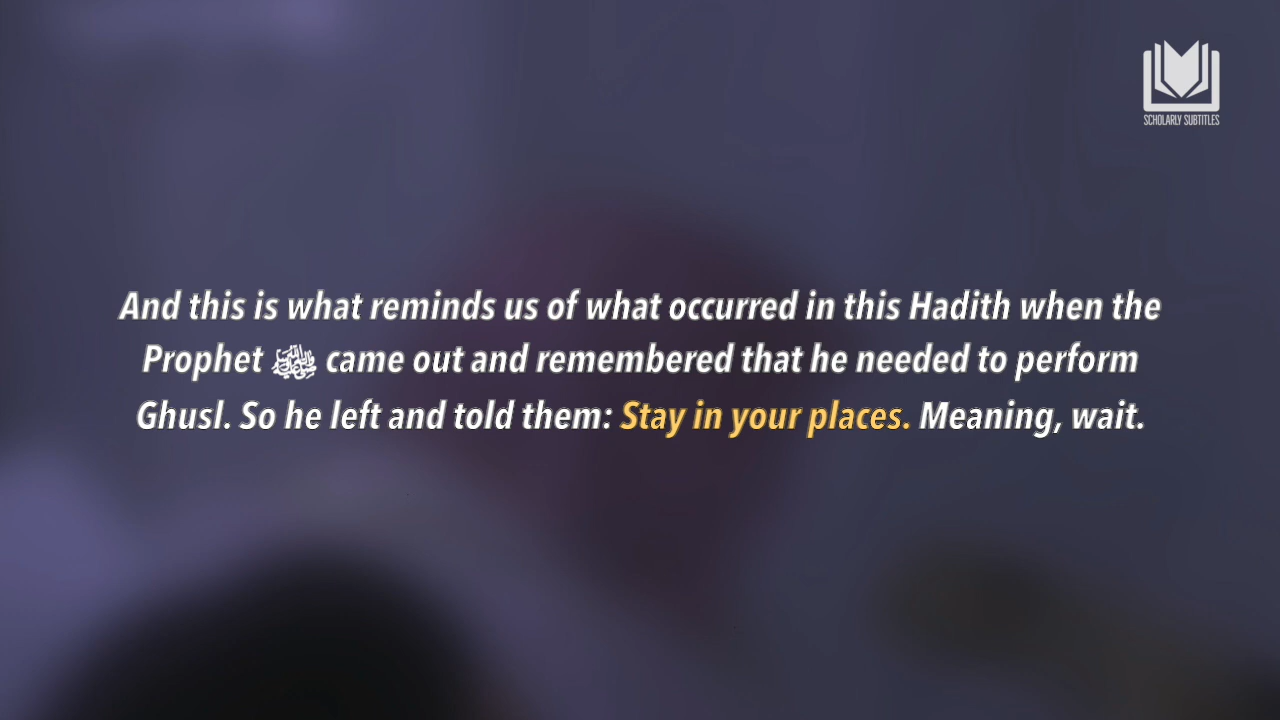 SCHOLARLY SUBTITLES
And this is what reminds us of what occurred in this Hadith when the
Prophet ﷺ came out and remembered that he needed to perform
Ghusl. So he left and told them: Stay in your places. Meaning, wait.